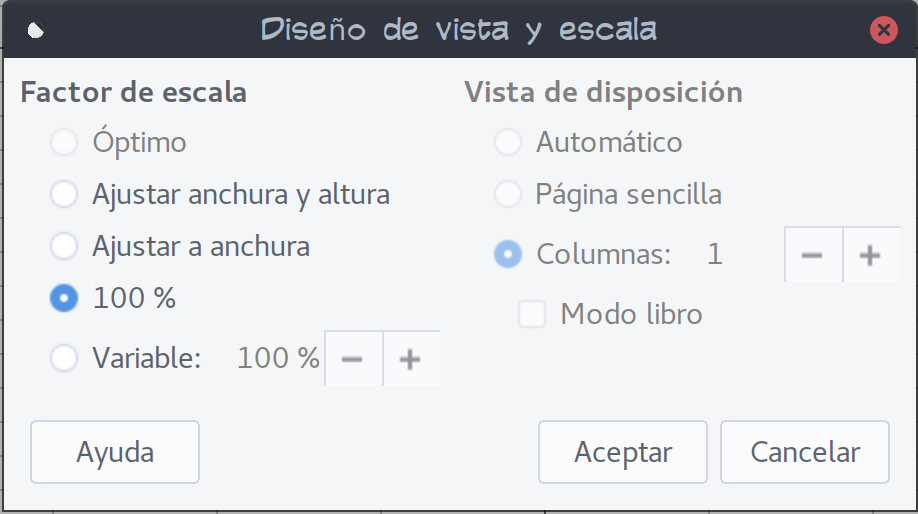 Diseño de vista y escala
Factor de escala
Óptimo
Ajustar anchura y altura
Ajustar a anchura
100 %
Variable: 100 %
Vista de disposición
Automático
Página sencilla
Columnas: 1
Modo libro
Ayuda
Aceptar
Cancelar